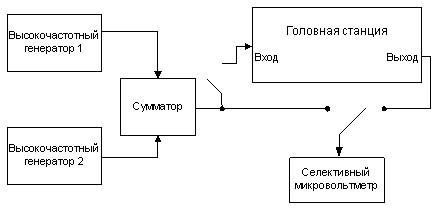 Высокочастотный
генератор 1
Головная станция
Вход
Выход
Сумматор
Высокочастотный
генератор 2
Селективный
микровольтметр